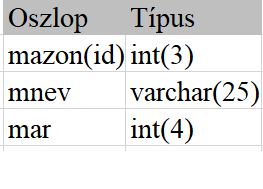 Oszlop Típus
mazon(id) int(3)
mnev varchar(25)
mar int(4)